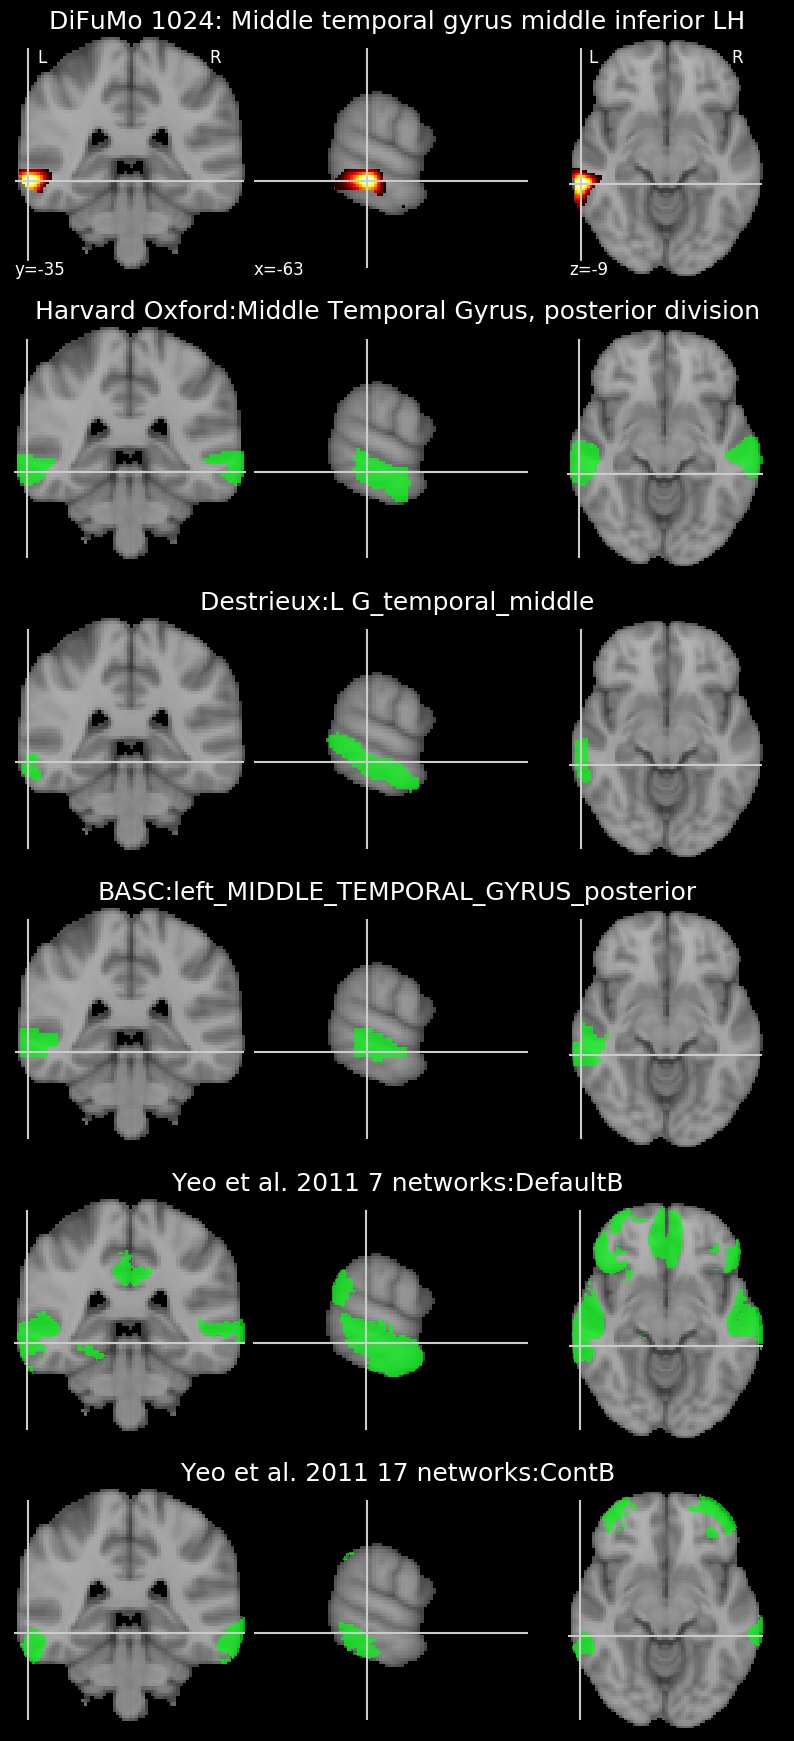 DiFuMo 1024: Middle temporal gyrus middle inferior LH
L R L R
y=-35 x=-63 z=-9
Harvard Oxford:Middle Temporal Gyrus, posterior division
Destrieux:L G_temporal_middle
BASC:left_MIDDLE_TEMPORAL_GYRUS_posterior
Yeo et al. 2011 7 networks:DefaultB
Yeo et al. 2011 17 networks:ContB